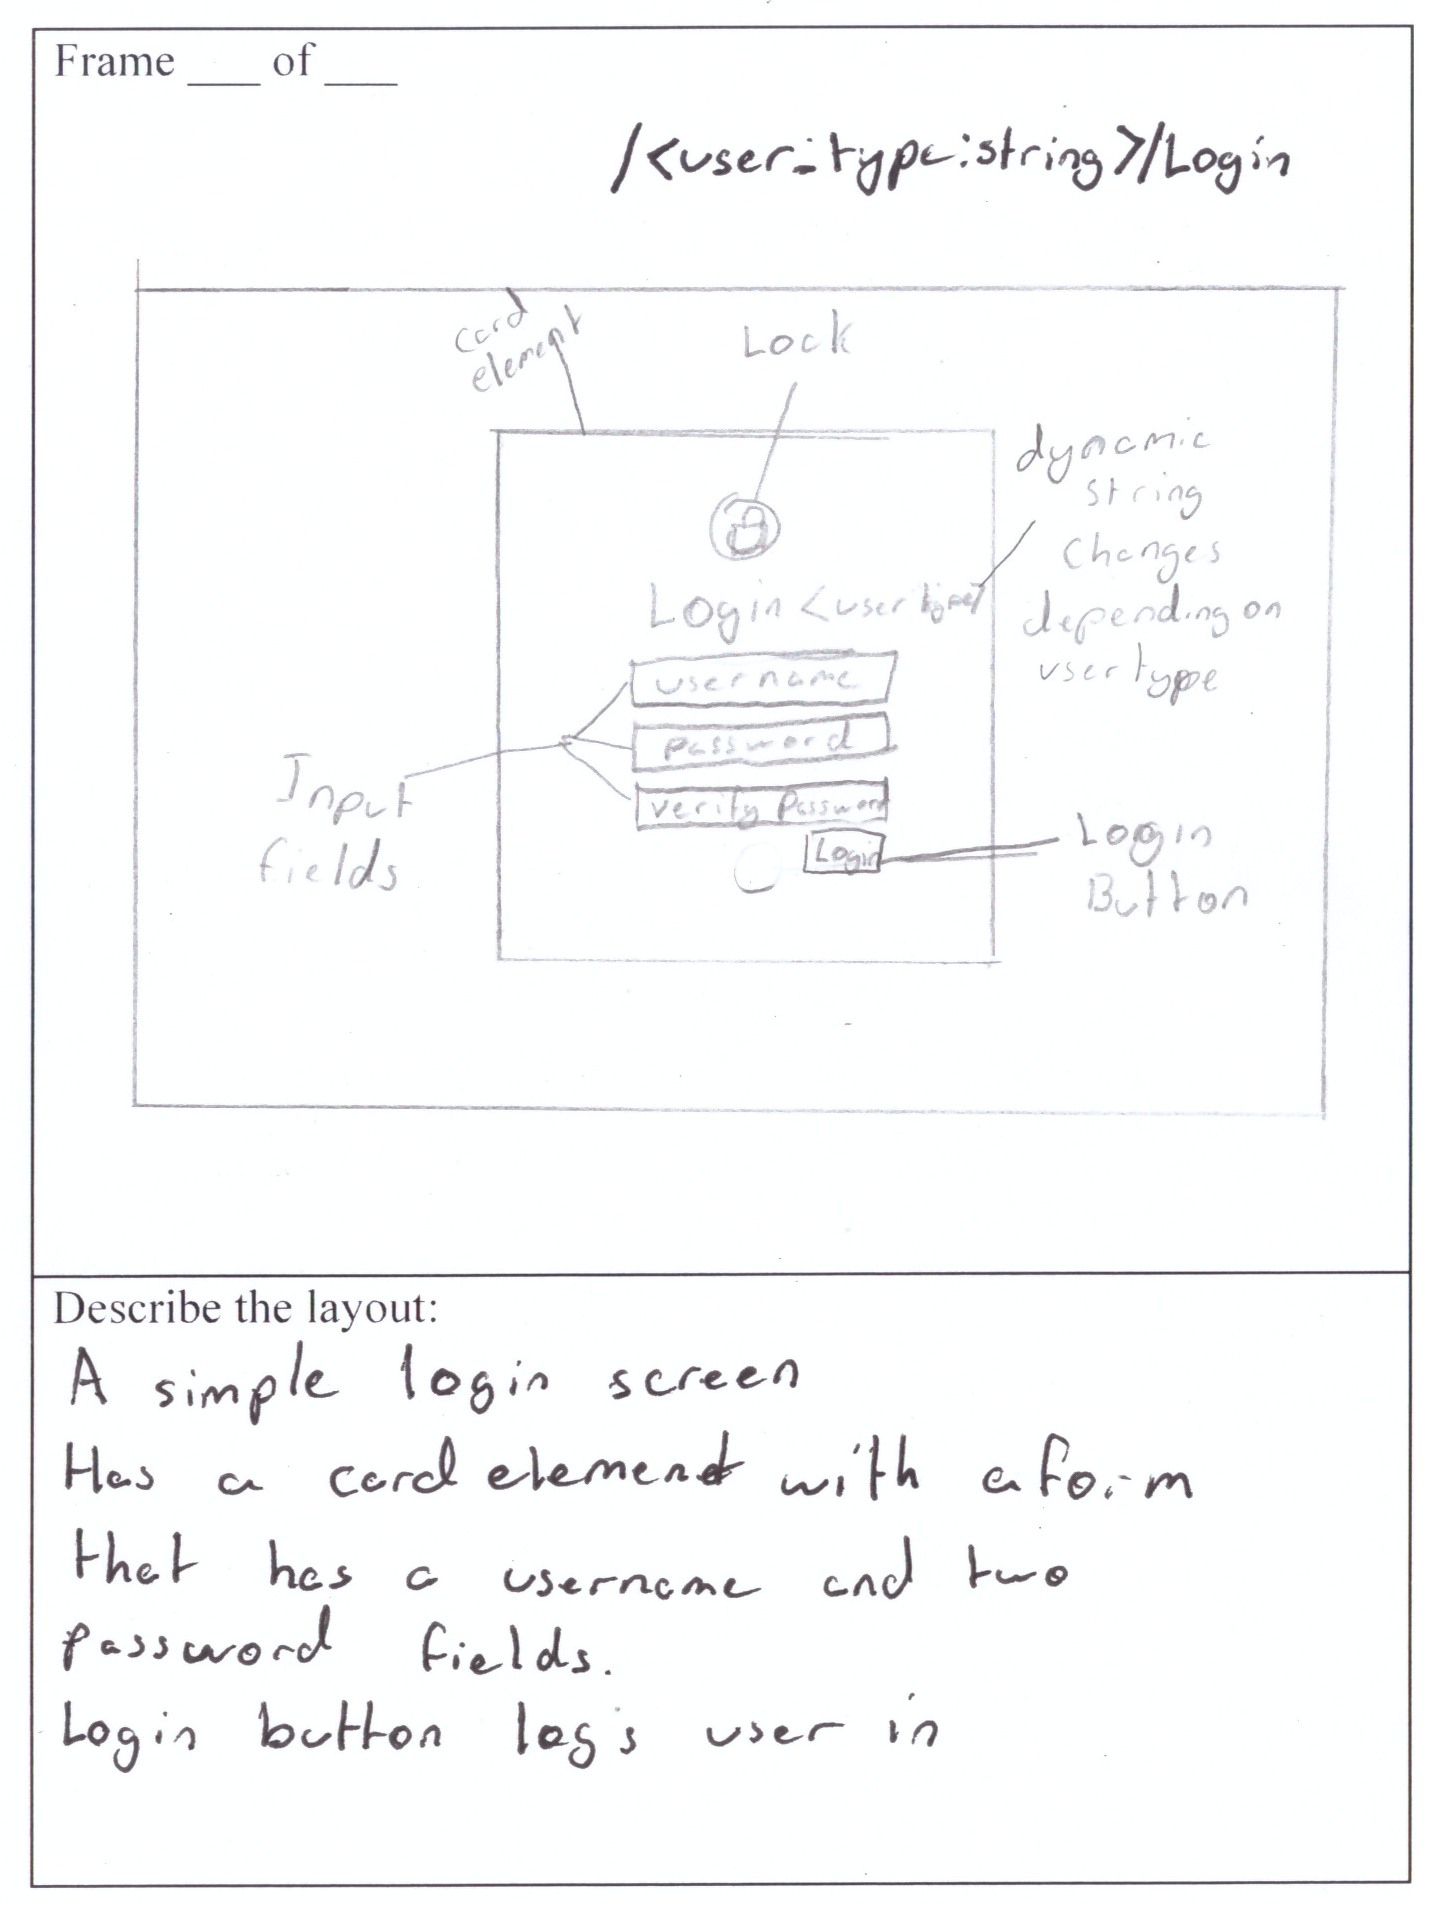 Frame ___ of ___
/<user_type:string>/Login
card
element
Lock
dynamic
string
changes
depending on
user type
Login <user type>
username
password
verify Password
Login
Input
fields
Login
Button
Describe the layout:
A simple login screen
Has a card element with a form
that has a username and two
password fields.
Login button logs user in